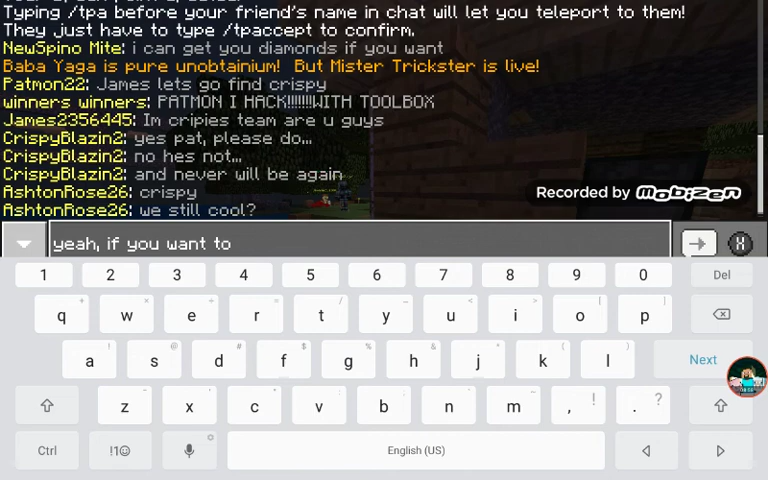 Typing /tpa before your friend's name in chat will let you teleport to them!
They just have to type /tpaccept to confirm.
NewSpino Mite: i can get you diamonds if you want
Baba Yaga is pure unobtainium! But Mister Trickster is live!
Patmon22: James lets go find crispy
winners winners: PATMON I HACK!!!!!!!WITH TOOLBOX
James2356445: Im cripies team are u guys
CrispyBlazin2: yes pat, please do...
CrispyBlazin2: no hes not...
CrispyBlazin2: and never will be again
AshtonRose26: crispy
Recorded by mobizen
AshtonRose26: we still cool?
yeah, if you want to
1 2 3 4 5 6 7 8 9 0 Del
q w e r t y u i o p
a s d f g h j k l Next
z x c v b n m , ! . ?
Ctrl !1☺ English (US)